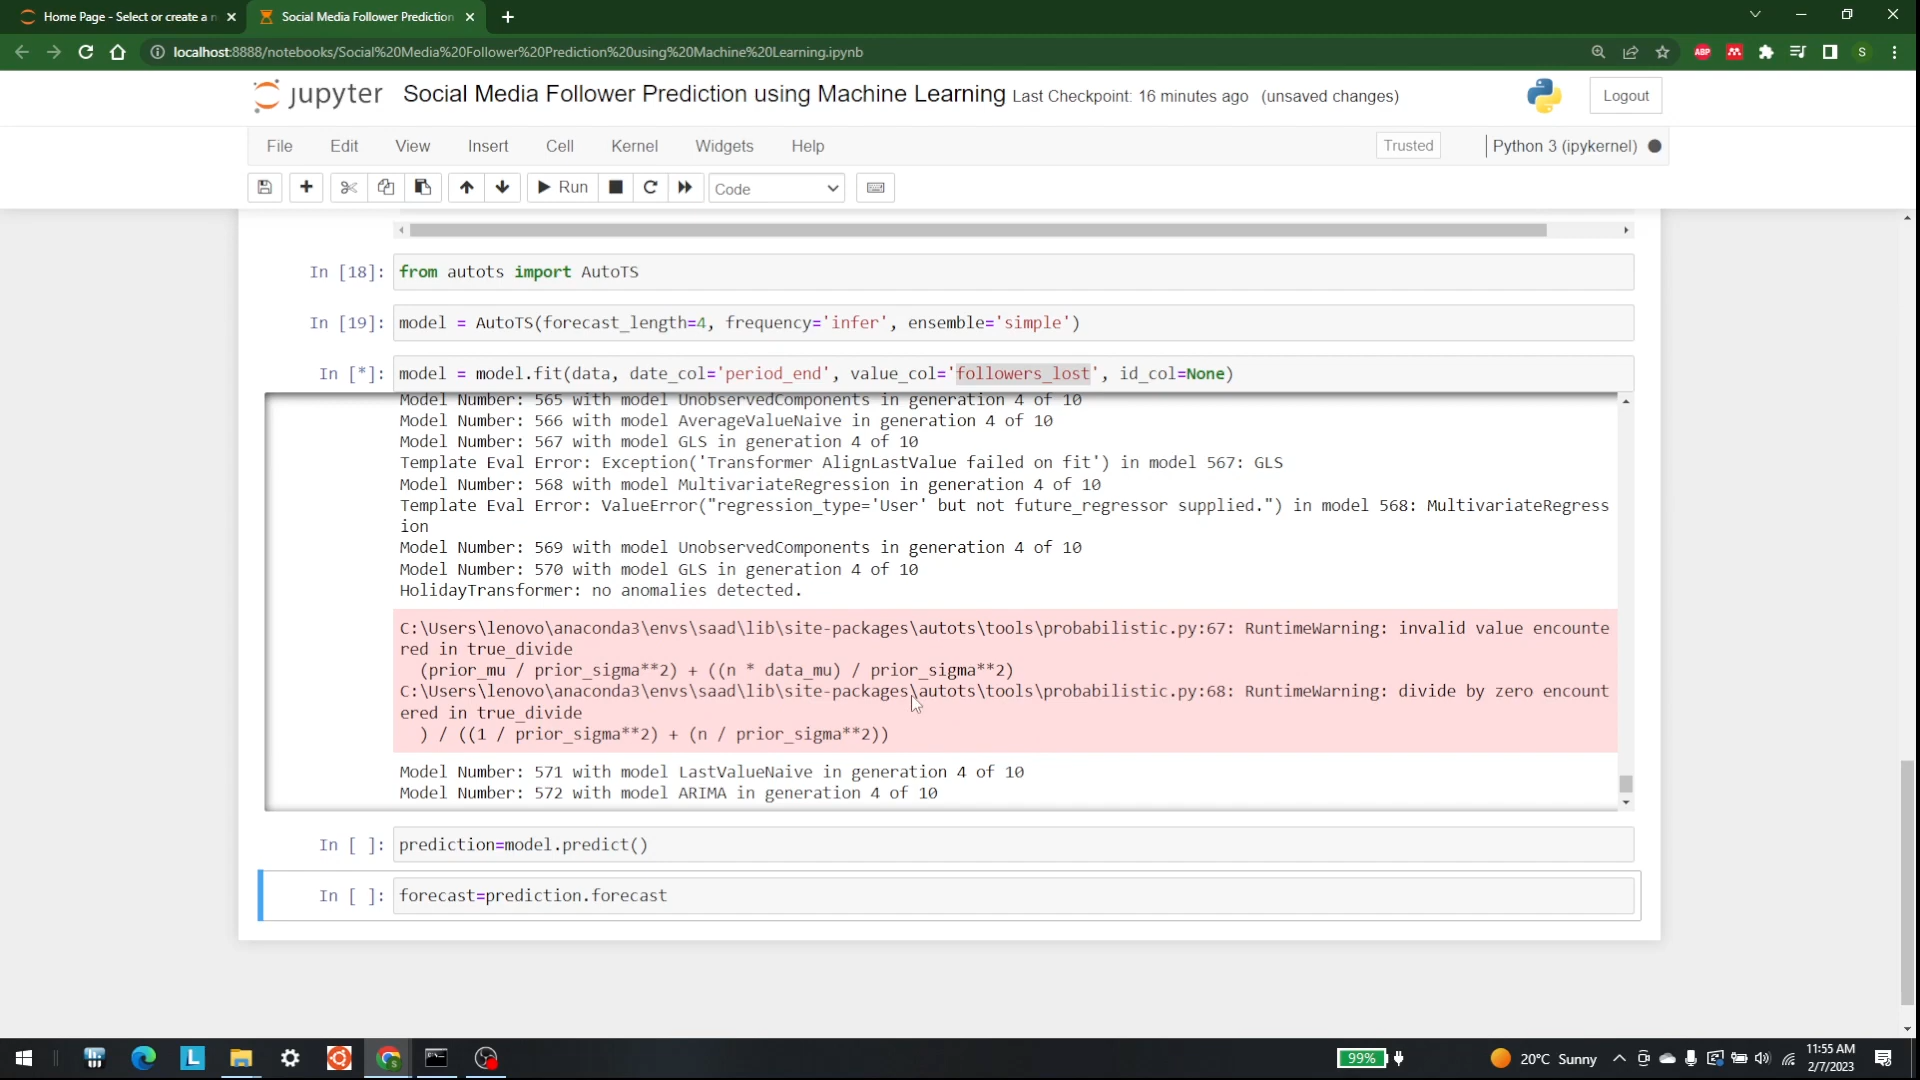 Home Page - Select or create a n
Social Media Follower Prediction
localhost:8888/notebooks/Social%20Media%20Follower%20Prediction%20using%20Machine%20Learning.ipynb
ABP
S
jupyter Social Media Follower Prediction using Machine Learning Last Checkpoint: 16 minutes ago (unsaved changes)
Logout
File Edit View Insert Cell Kernel Widgets Help
Trusted
Python 3 (ipykernel)
Run
Code
In [18]: from autots import AutoTS
In [19]: model = AutoTS(forecast_length=4, frequency='infer', ensemble='simple')
In [*]: model = model.fit(data, date_col='period_end', value_col='followers_lost', id_col=None)
Model Number: 565 with model UnobservedComponents in generation 4 of 10
Model Number: 566 with model AverageValueNaive in generation 4 of 10
Model Number: 567 with model GLS in generation 4 of 10
Template Eval Error: Exception('Transformer AlignLastValue failed on fit') in model 567: GLS
Model Number: 568 with model MultivariateRegression in generation 4 of 10
Template Eval Error: ValueError("regression_type='User' but not future_regressor supplied.") in model 568: MultivariateRegress
ion
Model Number: 569 with model UnobservedComponents in generation 4 of 10
Model Number: 570 with model GLS in generation 4 of 10
HolidayTransformer: no anomalies detected.
C:\Users\lenovo\anaconda3\envs\saad\lib\site-packages\autots\tools\probabilistic.py:67: RuntimeWarning: invalid value encounte
red in true_divide
(prior_mu / prior_sigma**2) + ((n * data_mu) / prior_sigma**2)
C:\Users\lenovo\anaconda3\envs\saad\lib\site-packages\autots\tools\probabilistic.py:68: RuntimeWarning: divide by zero encount
ered in true_divide
) / ((1 / prior_sigma**2) + (n / prior_sigma**2))
Model Number: 571 with model LastValueNaive in generation 4 of 10
Model Number: 572 with model ARIMA in generation 4 of 10
In [ ]: prediction=model.predict()
In [ ]: forecast=prediction.forecast
L
99%
20°C Sunny
11:55 AM
2/7/2023